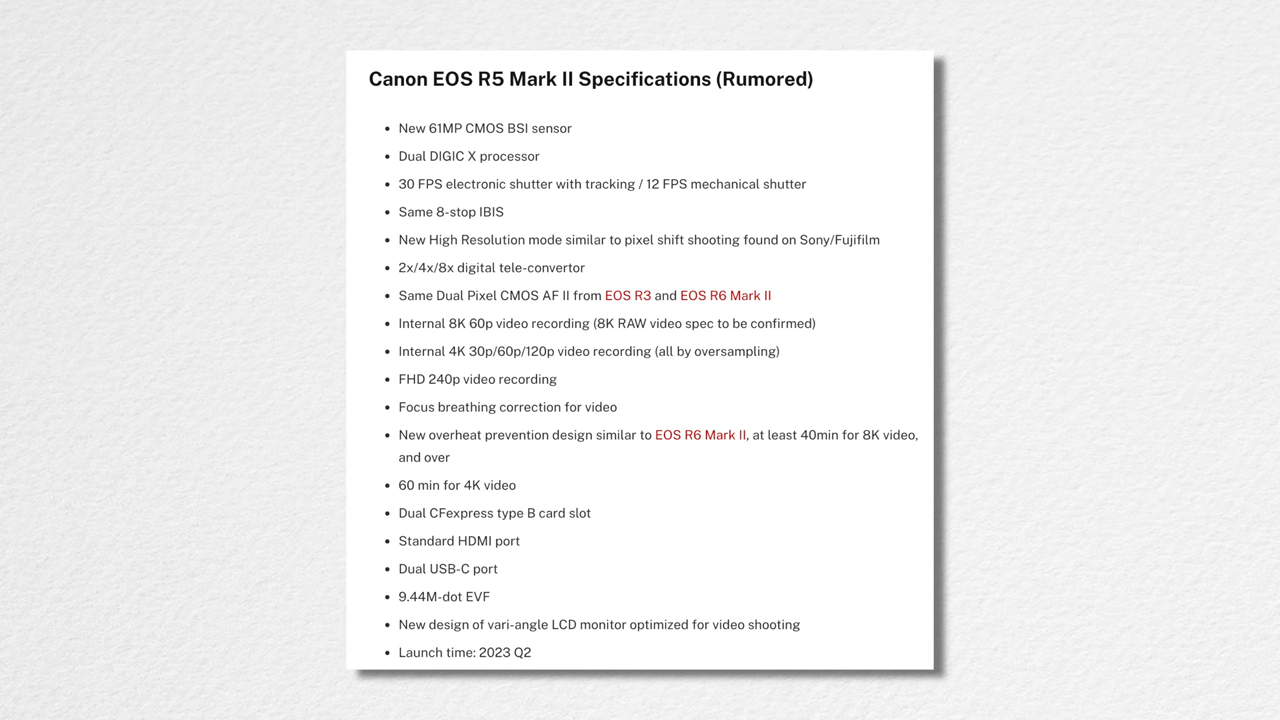 Canon EOS R5 Mark II Specifications (Rumored)
• New 61MP CMOS BSI sensor
• Dual DIGIC X processor
• 30 FPS electronic shutter with tracking / 12 FPS mechanical shutter
• Same 8-stop IBIS
• New High Resolution mode similar to pixel shift shooting found on Sony/Fujifilm
• 2x/4x/8x digital tele-convertor
• Same Dual Pixel CMOS AF II from EOS R3 and EOS R6 Mark II
• Internal 8K 60p video recording (8K RAW video spec to be confirmed)
• Internal 4K 30p/60p/120p video recording (all by oversampling)
• FHD 240p video recording
• Focus breathing correction for video
• New overheat prevention design similar to EOS R6 Mark II, at least 40min for 8K video,
and over
• 60 min for 4K video
• Dual CFexpress type B card slot
• Standard HDMI port
• Dual USB-C port
• 9.44M-dot EVF
• New design of vari-angle LCD monitor optimized for video shooting
• Launch time: 2023 Q2